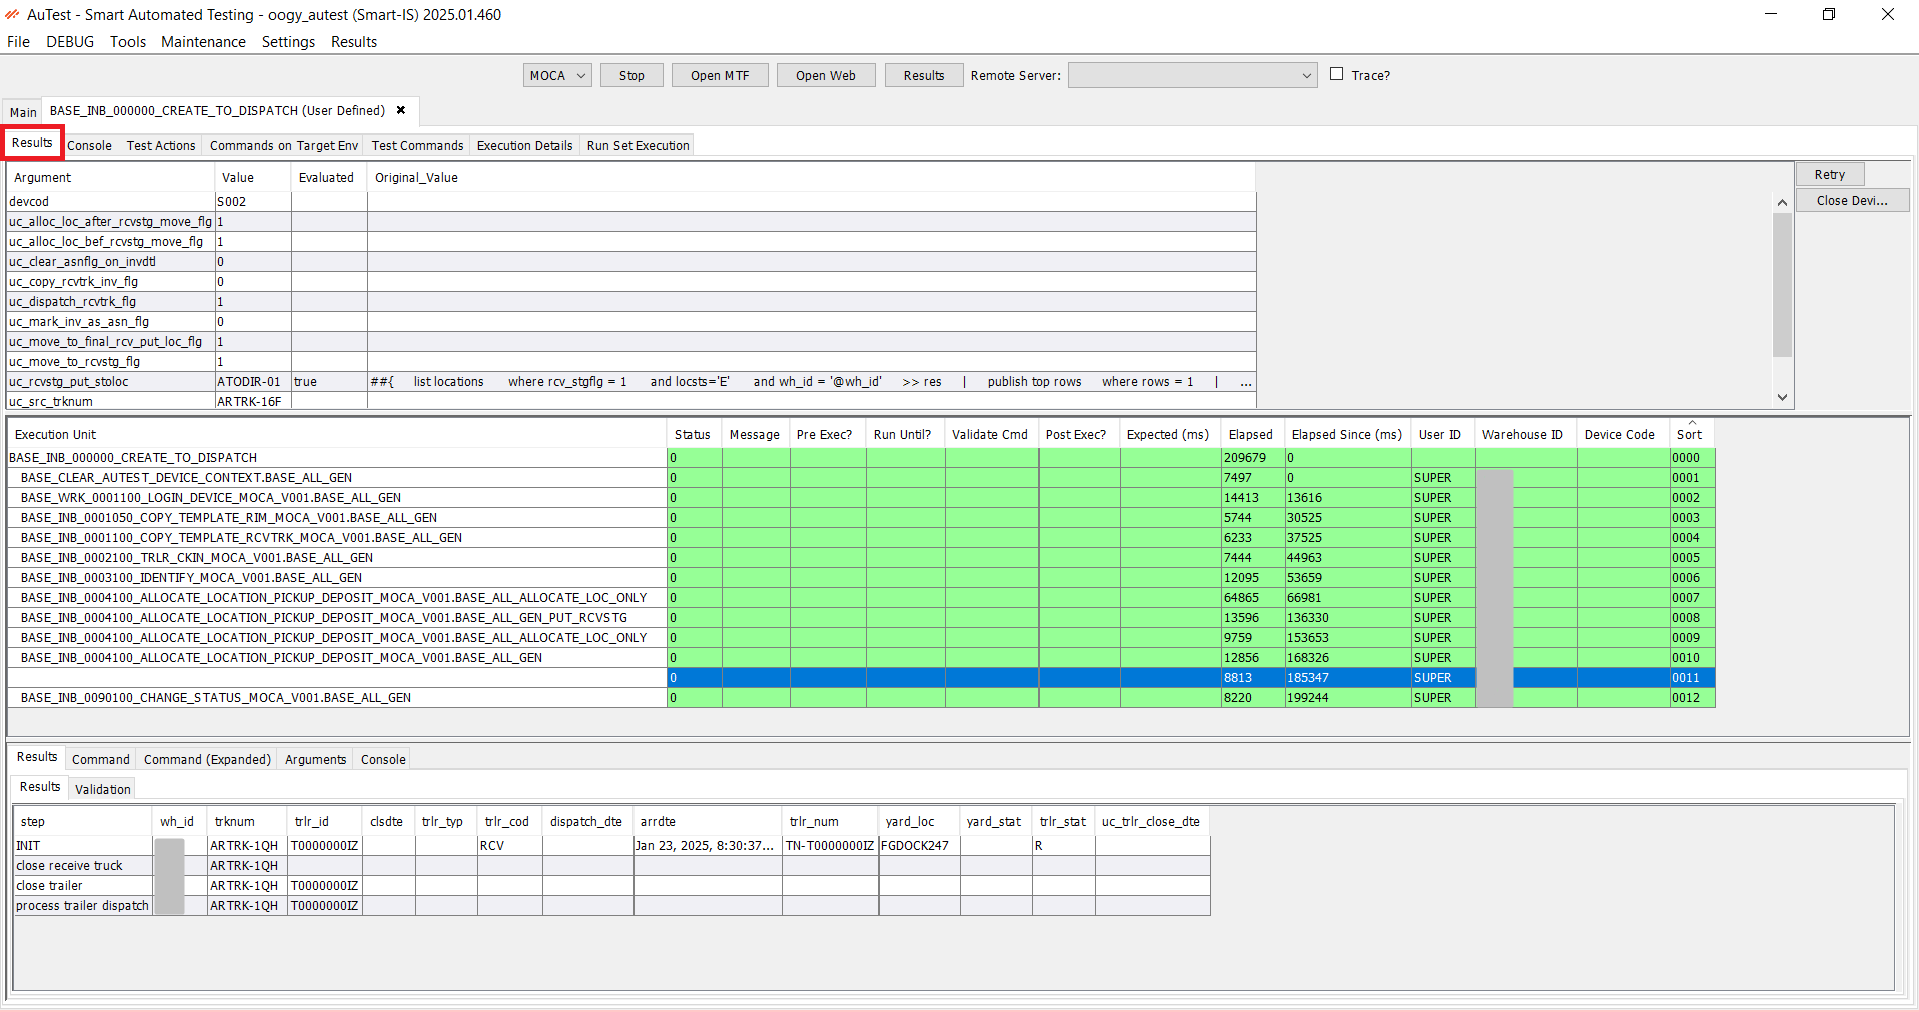 AuTest - Smart Automated Testing - oogy_autest (Smart-IS) 2025.01.460
File DEBUG Tools Maintenance Settings Results
MOCA Stop Open MTF Open Web Results Remote Server: Trace?
Main BASE_INB_000000_CREATE_TO_DISPATCH (User Defined)
Results Console Test Actions Commands on Target Env Test Commands Execution Details Run Set Execution
Argument Value Evaluated Original_Value
Retry
Close Devi...
devcod S002
uc_alloc_loc_after_rcvstg_move_flg 1
uc_alloc_loc_bef_rcvstg_move_flg 1
uc_clear_asnflg_on_invdtl 0
uc_copy_rcvtrk_inv_flg 0
uc_dispatch_rcvtrk_flg 1
uc_mark_inv_as_asn_flg 0
uc_move_to_final_rcv_put_loc_flg 1
uc_move_to_rcvstg_flg 1
uc_rcvstg_put_stoloc ATODIR-01 true ##{ list locations where rcv_stgflg = 1 and locsts='E' and wh_id = '@wh_id' >> res | publish top rows where rows = 1 | ...
uc_src_trknum ARTRK-16F
Execution Unit Status Message Pre Exec? Run Until? Validate Cmd Post Exec? Expected (ms) Elapsed Elapsed Since (ms) User ID Warehouse ID Device Code Sort
BASE_INB_000000_CREATE_TO_DISPATCH 0 209679 0 0000
BASE_CLEAR_AUTEST_DEVICE_CONTEXT.BASE_ALL_GEN 0 7497 0 SUPER 0001
BASE_WRK_0001100_LOGIN_DEVICE_MOCA_V001.BASE_ALL_GEN 0 14413 13616 SUPER 0002
BASE_INB_0001050_COPY_TEMPLATE_RIM_MOCA_V001.BASE_ALL_GEN 0 5744 30525 SUPER 0003
BASE_INB_0001100_COPY_TEMPLATE_RCVTRK_MOCA_V001.BASE_ALL_GEN 0 6233 37525 SUPER 0004
BASE_INB_0002100_TRLR_CKIN_MOCA_V001.BASE_ALL_GEN 0 7444 44963 SUPER 0005
BASE_INB_0003100_IDENTIFY_MOCA_V001.BASE_ALL_GEN 0 12095 53659 SUPER 0006
BASE_INB_0004100_ALLOCATE_LOCATION_PICKUP_DEPOSIT_MOCA_V001.BASE_ALL_ALLOCATE_LOC_ONLY 0 64865 66981 SUPER 0007
BASE_INB_0004100_ALLOCATE_LOCATION_PICKUP_DEPOSIT_MOCA_V001.BASE_ALL_GEN_PUT_RCVSTG 0 13596 136330 SUPER 0008
BASE_INB_0004100_ALLOCATE_LOCATION_PICKUP_DEPOSIT_MOCA_V001.BASE_ALL_ALLOCATE_LOC_ONLY 0 9759 153653 SUPER 0009
BASE_INB_0004100_ALLOCATE_LOCATION_PICKUP_DEPOSIT_MOCA_V001.BASE_ALL_GEN 0 12856 168326 SUPER 0010
0 8813 185347 SUPER 0011
BASE_INB_0090100_CHANGE_STATUS_MOCA_V001.BASE_ALL_GEN 0 8220 199244 SUPER 0012
Results Command Command (Expanded) Arguments Console
Results Validation
step wh_id trknum trlr_id clsdte trlr_typ trlr_cod dispatch_dte arrdte trlr_num yard_loc yard_stat trlr_stat uc_trlr_close_dte
INIT ARTRK-1QH T0000000IZ RCV Jan 23, 2025, 8:30:37... TN-T0000000IZ FGDOCK247 R
close receive truck ARTRK-1QH
close trailer ARTRK-1QH T0000000IZ
process trailer dispatch ARTRK-1QH T0000000IZ